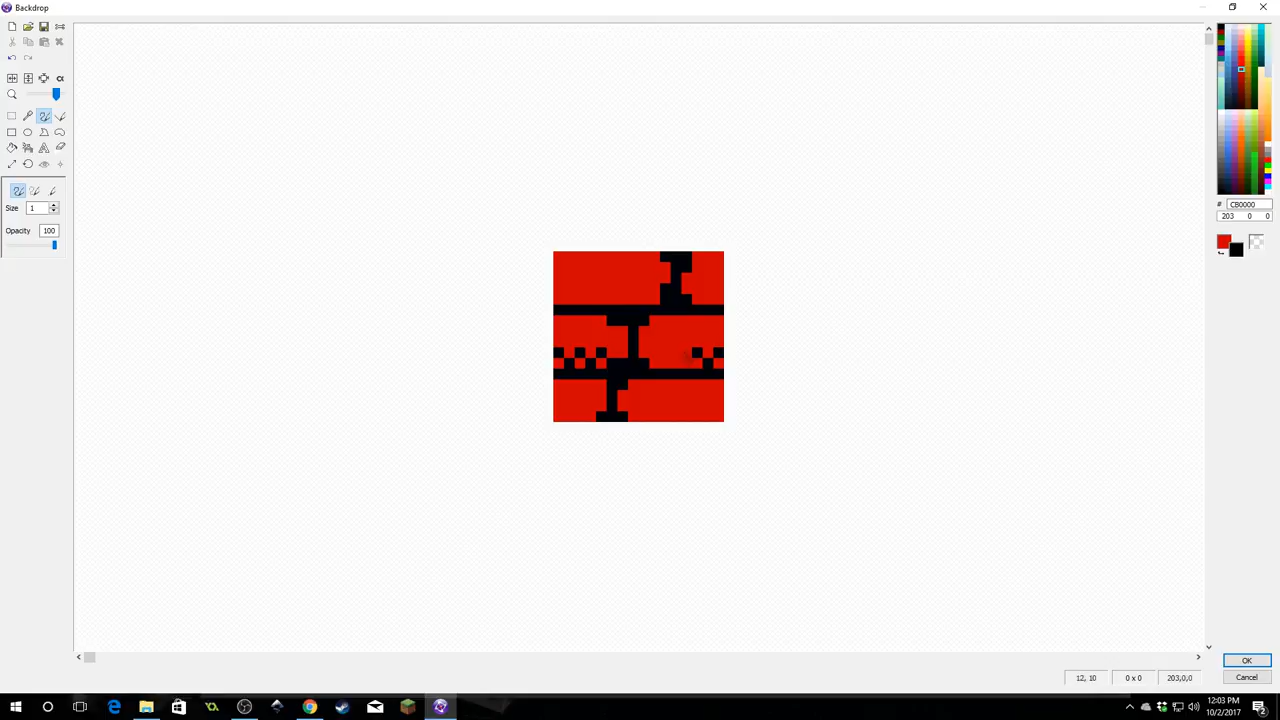 Backdrop
Size 1
Opacity 100
# CB0000
203 0 0
OK
12, 10 0 x 0 203,0,0 Cancel
12:03 PM
10/2/2017
2